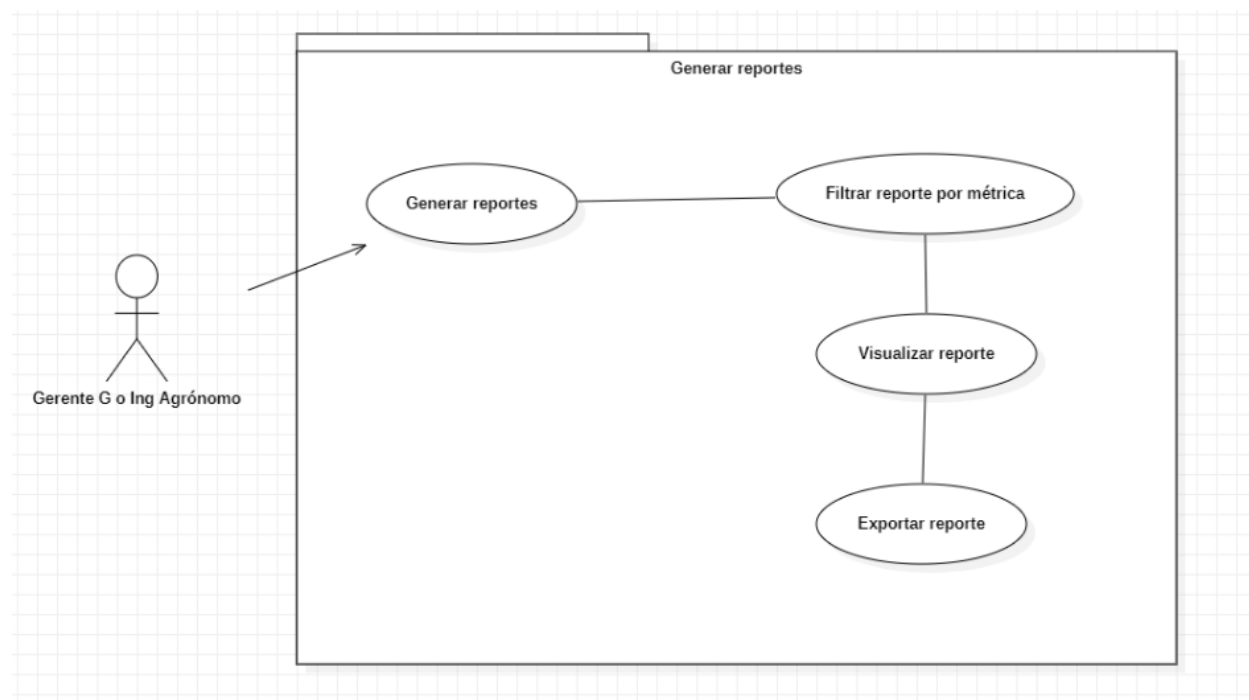 Generar reportes
Generar reportes
Filtrar reporte por métrica
Visualizar reporte
Gerente G o Ing Agrónomo
Exportar reporte